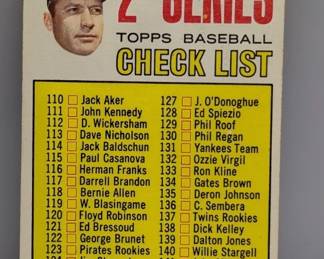 2 SERIES
TOPPS BASEBALL
CHECK LIST
110 Jack Aker
111 John Kennedy
112 D. Wickersham
113 Dave Nicholson
114 Jack Baldschun
115 Paul Casanova
116 Herman Franks
117 Darrell Brandon
118 Bernie Allen
119 W. Blasingame
120 Floyd Robinson
121 Ed Bressoud
122 George Brunet
123 Pirates Rookies
127 J. O'Donoghue
128 Ed Spiezio
129 Phil Roof
130 Phil Regan
131 Yankees Team
132 Ozzie Virgil
133 Ron Kline
134 Gates Brown
135 Deron Johnson
136 C. Sembera
137 Twins Rookies
138 Dick Kelley
139 Dalton Jones
140 Willie Stargell